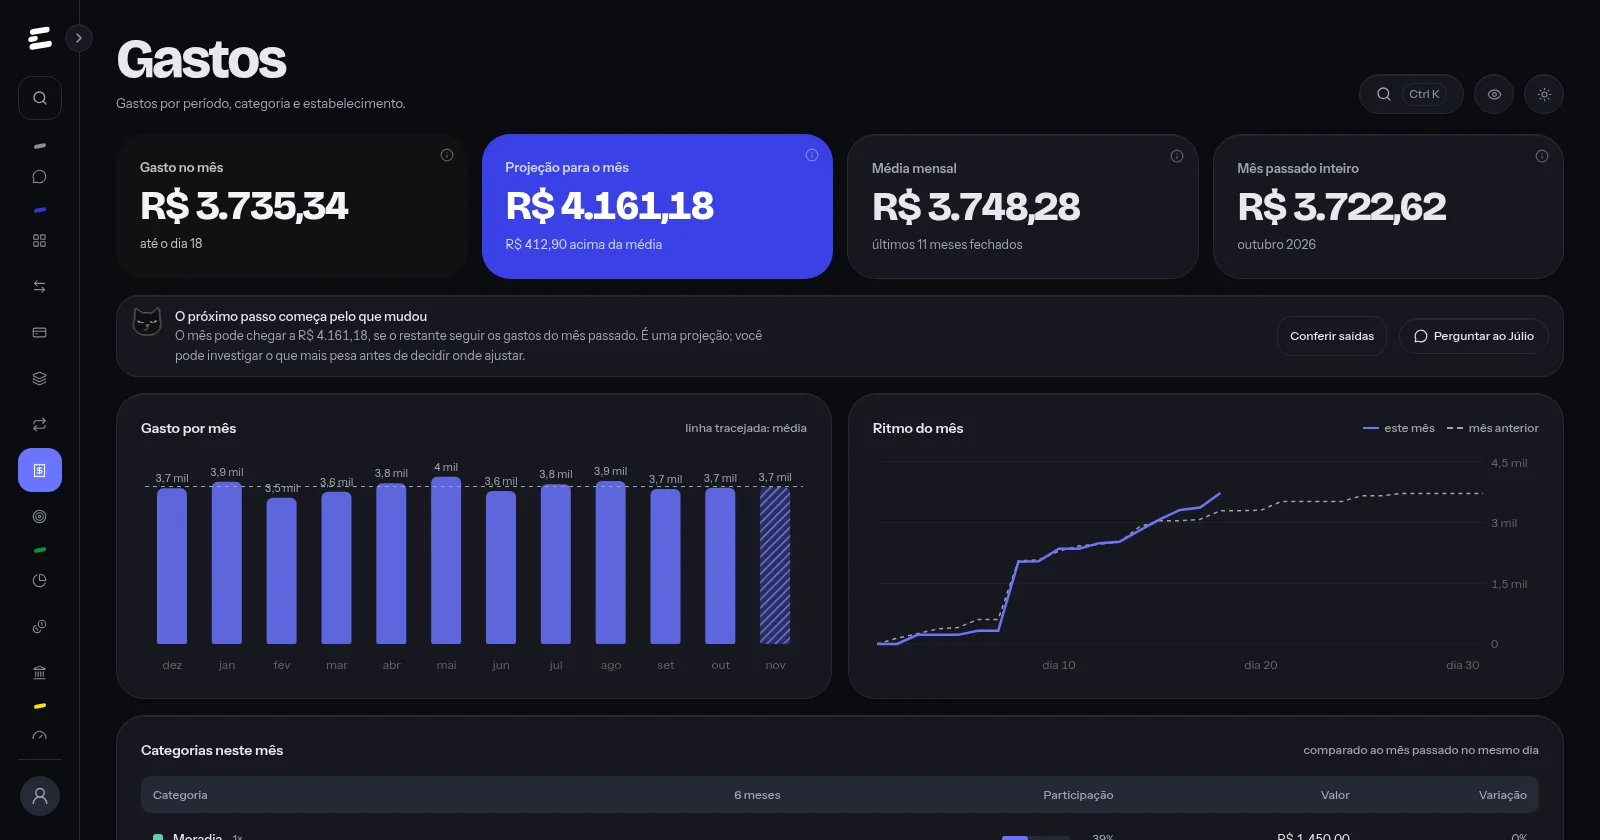 Gastos
Gastos por período, categoria e estabelecimento.
Ctrl K
Gasto no mês
R$ 3.735,34
até o dia 18
Projeção para o mês
R$ 4.161,18
R$ 412,90 acima da média
Média mensal
R$ 3.748,28
últimos 11 meses fechados
Mês passado inteiro
R$ 3.722,62
outubro 2026
O próximo passo começa pelo que mudou
O mês pode chegar a R$ 4.161,18, se o restante seguir os gastos do mês passado. É uma projeção; você
pode investigar o que mais pesa antes de decidir onde ajustar.
Conferir saídas
Perguntar ao Júlio
Gasto por mês
linha tracejada: média
3,7 mil
3,9 mil
3,5 mil
3,6 mil
3,8 mil
4 mil
3,6 mil
3,8 mil
3,9 mil
3,7 mil
3,7 mil
3,7 mil
dez
jan
fev
mar
abr
mai
jun
jul
ago
set
out
nov
Ritmo do mês
este mês
mês anterior
4,5 mil
3 mil
1,5 mil
0
dia 10
dia 20
dia 30
Categorias neste mês
comparado ao mês passado no mesmo dia
Categoria
6 meses
Participação
Valor
Variação
Moradia 1x
39%
R$ 1.450,00
0%